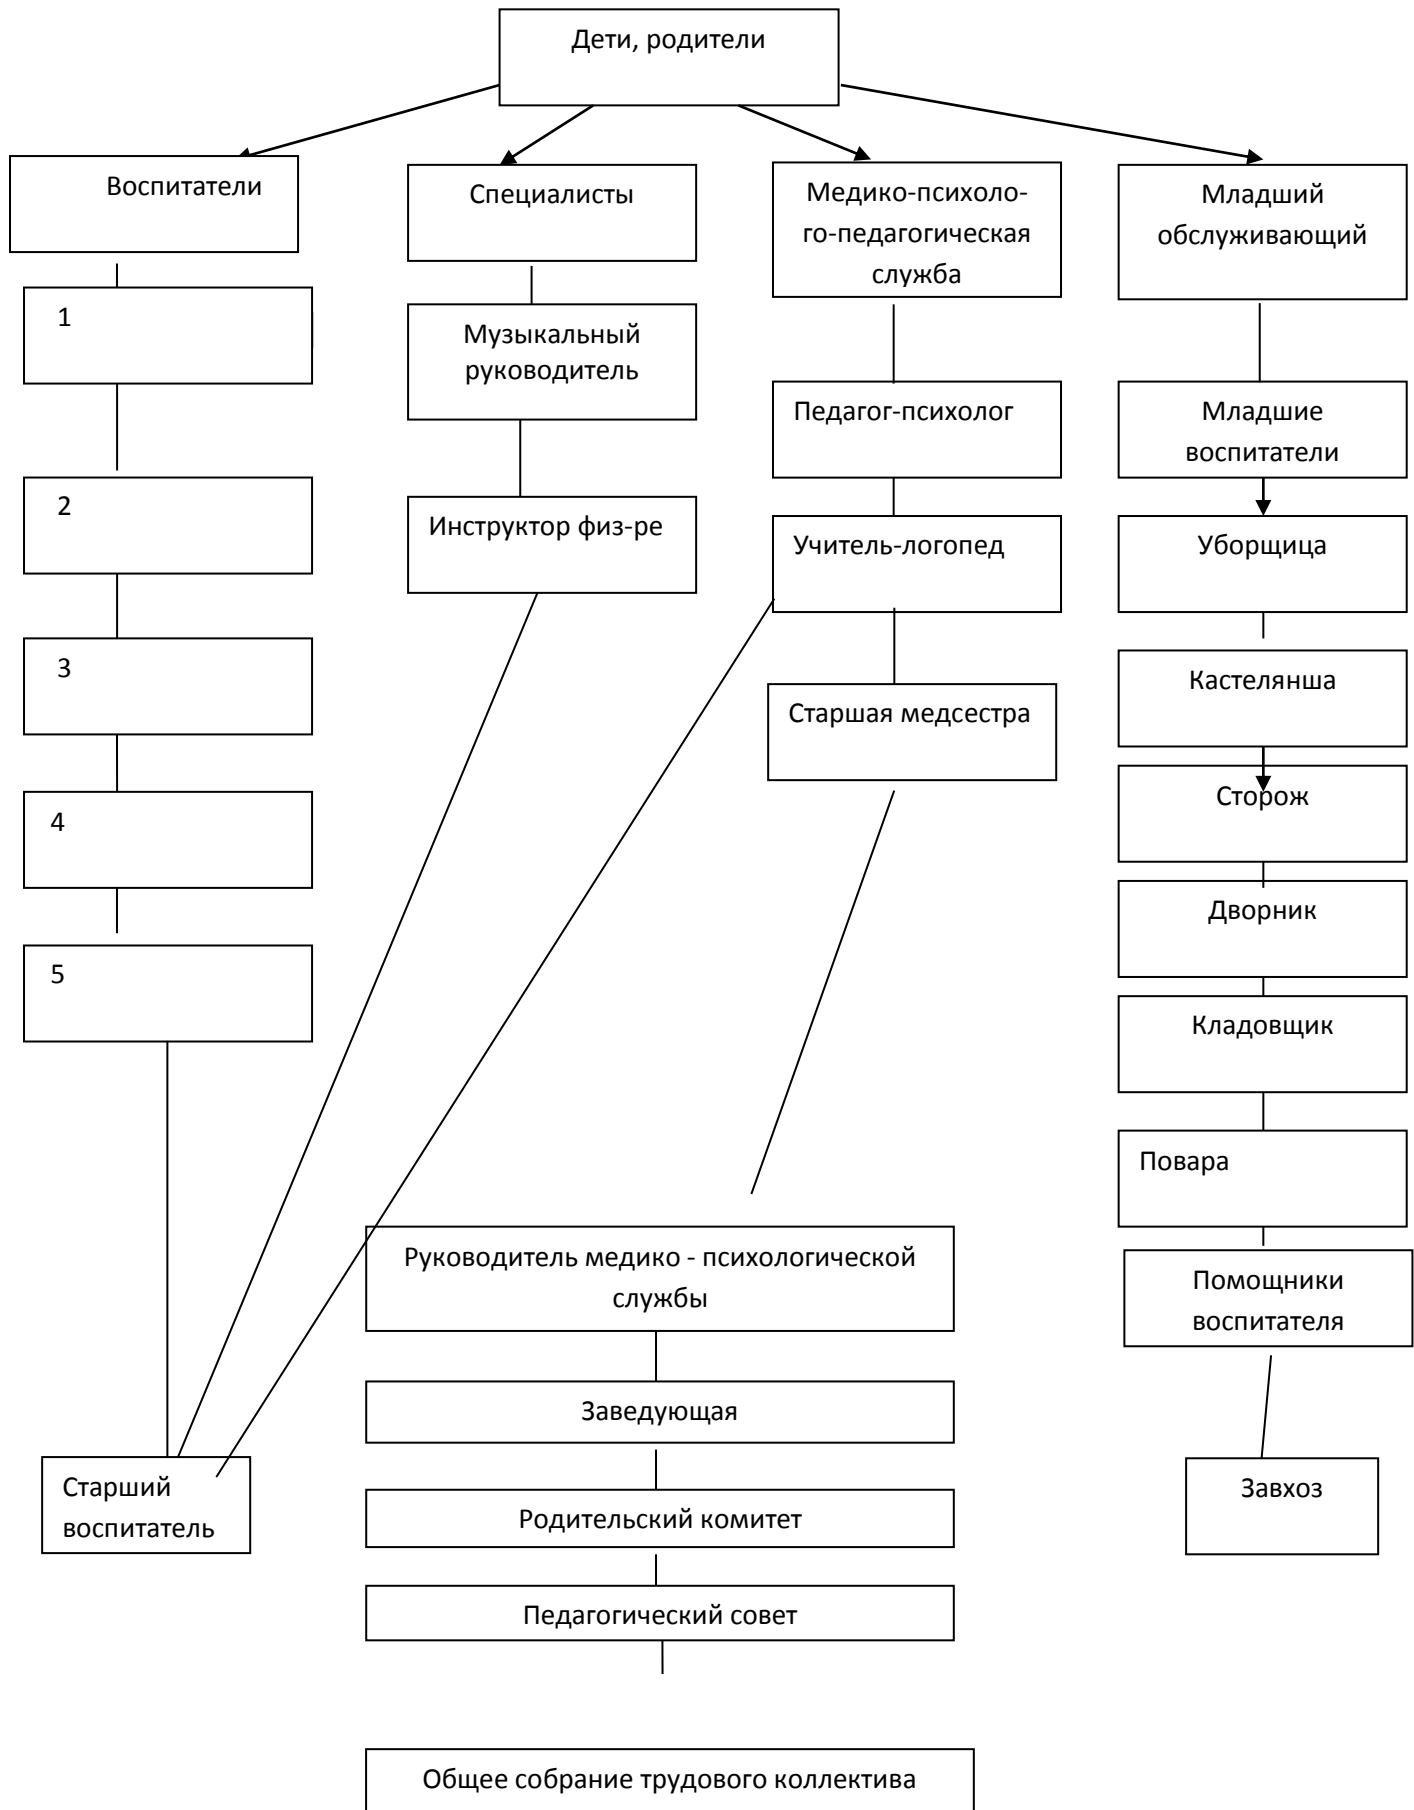 Дети, родители
Воспитатели
1
2
3
4
5
Старший
воспитатель
Специалисты
Музыкальный
руководитель
Инструктор физ-ре
Медико-психоло-
го-педагогическая
служба
Педагог-психолог
Учитель-логопед
Старшая медсестра
Младший
обслуживающий
Младшие
воспитатели
Уборщица
Кастелянша
Сторож
Дворник
Кладовщик
Повара
Помощники
воспитателя
Завхоз
Руководитель медико - психологической
службы
Заведующая
Родительский комитет
Педагогический совет
Общее собрание трудового коллектива